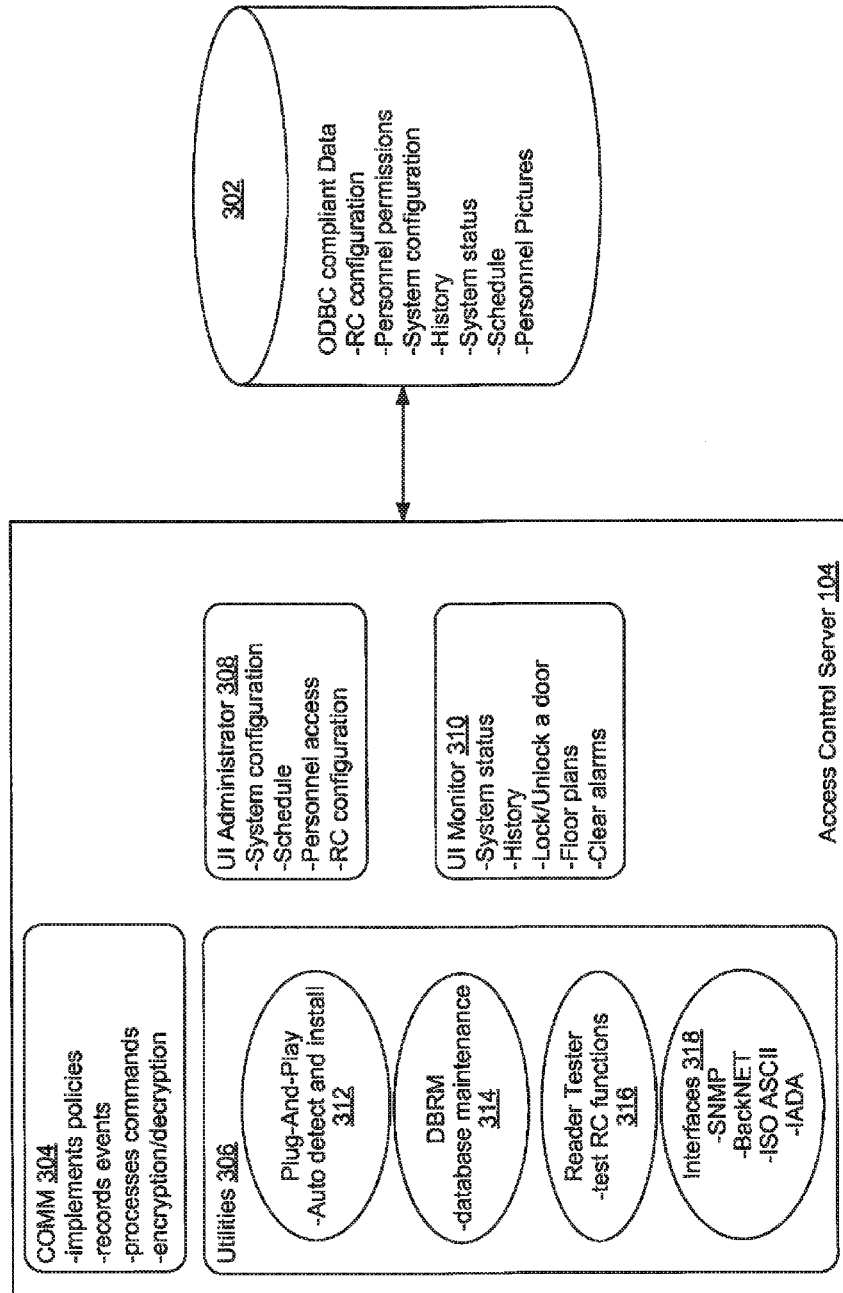 COMM 304
-implements policies
-records events
-processes commands
-encryption/decryption
Utilities 306
Plug-And-Play
-Auto detect and install
312
DBRM
-database maintenance
314
Reader Tester
-test RC functions
316
Interfaces 318
-SNMP
-BackNET
-ISO ASCII
-IADA
UI Administrator 308
-System configuration
-Schedule
-Personnel access
-RC configuration
UI Monitor 310
-System status
-History
-Lock/Unlock a door
-Floor plans
-Clear alarms
Access Control Server 104
302
ODBC compliant Data
-RC configuration
-Personnel permissions
-System configuration
-History
-System status
-Schedule
-Personnel Pictures